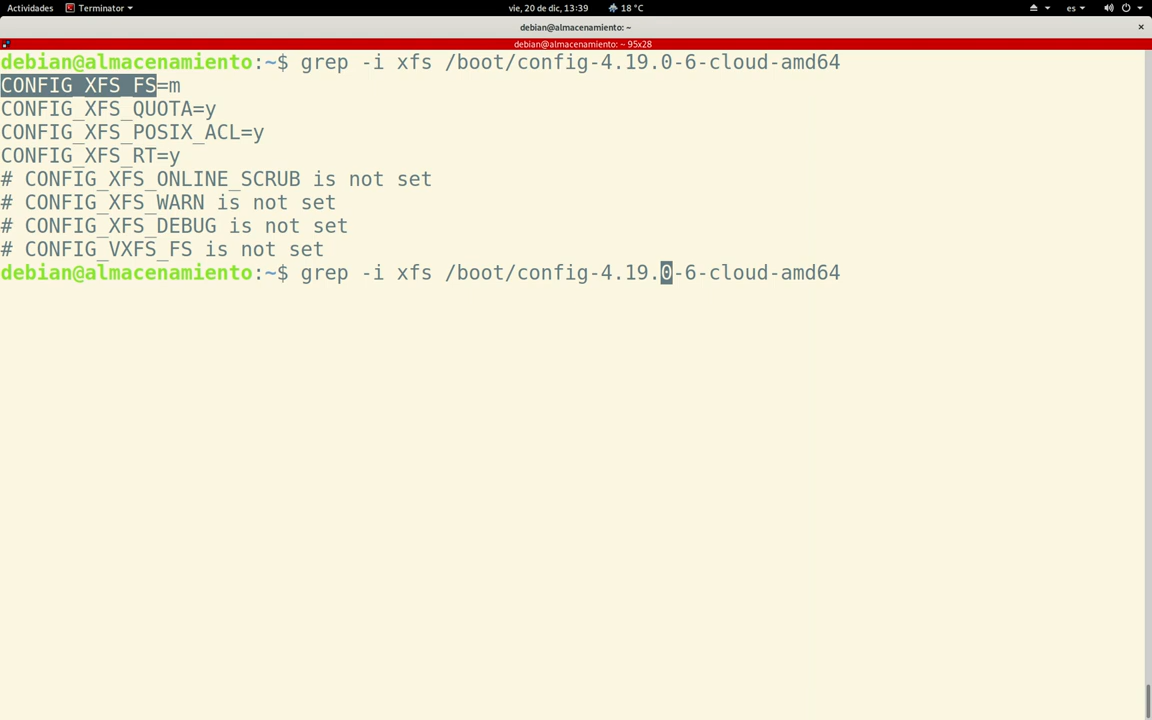 Actividades Terminator vie, 20 de dic, 13:39 18 °C es
debian@almacenamiento: ~
debian@almacenamiento: ~ 95x28
debian@almacenamiento:~$ grep -i xfs /boot/config-4.19.0-6-cloud-amd64
CONFIG_XFS_FS=m
CONFIG_XFS_QUOTA=y
CONFIG_XFS_POSIX_ACL=y
CONFIG_XFS_RT=y
# CONFIG_XFS_ONLINE_SCRUB is not set
# CONFIG_XFS_WARN is not set
# CONFIG_XFS_DEBUG is not set
# CONFIG_VXFS_FS is not set
debian@almacenamiento:~$ grep -i xfs /boot/config-4.19.0-6-cloud-amd64